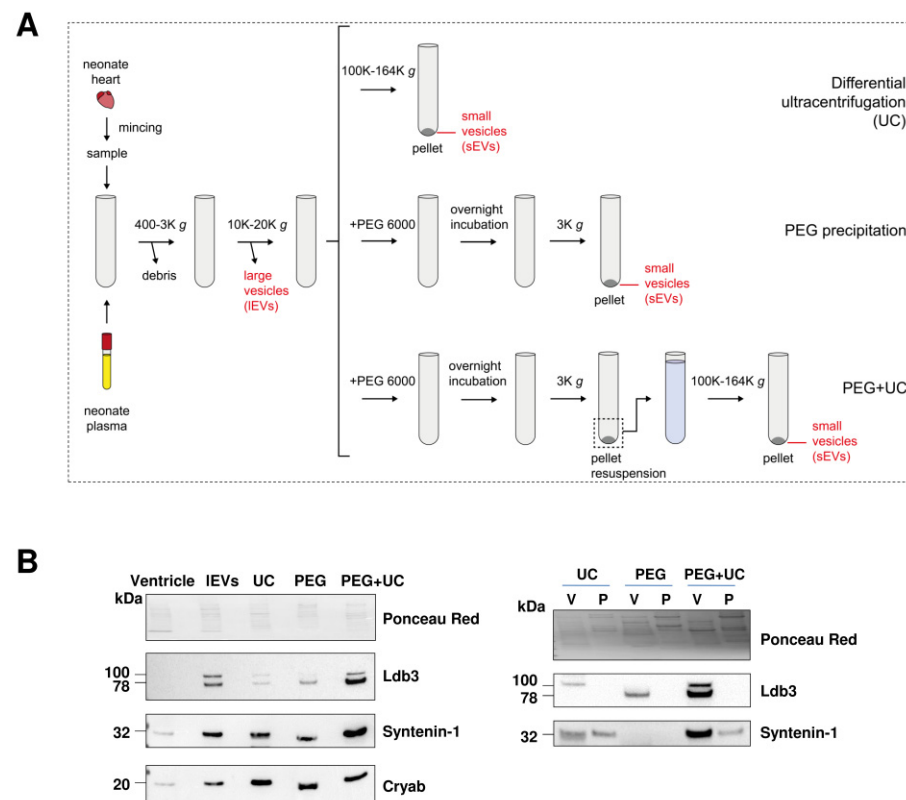 A
neonate
heart
mincing
sample
400-3K g
debris
10K-20K g
large
vesicles
(lEVs)
neonate
plasma
100K-164K g
small
vesicles
(sEVs)
pellet
Differential
ultracentrifugation
(UC)
+PEG 6000
overnight
incubation
3K g
small
vesicles
(sEVs)
pellet
PEG precipitation
+PEG 6000
overnight
incubation
3K g
pellet
resuspension
100K-164K g
small
vesicles
(sEVs)
pellet
PEG+UC
B
Ventricle lEVs UC PEG PEG+UC
kDa
Ponceau Red
100
78
Ldb3
32
Syntenin-1
20
Cryab
UC PEG PEG+UC
V P V P V P
kDa
Ponceau Red
100
78
Ldb3
32
Syntenin-1